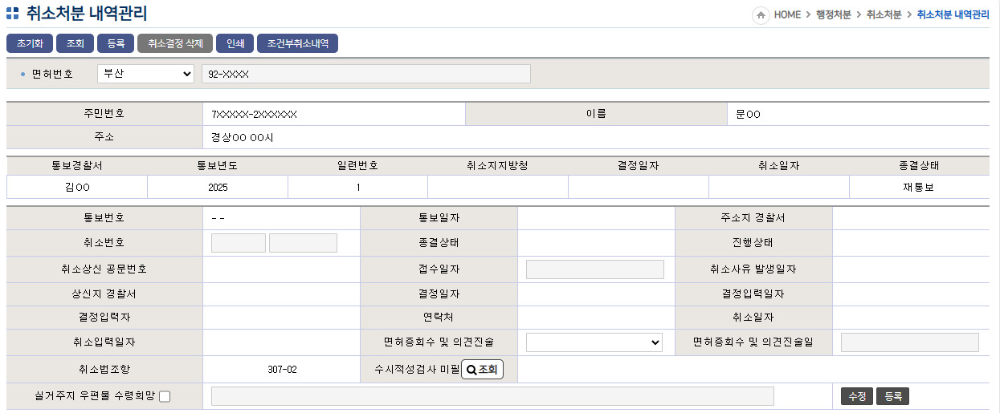 취소처분 내역관리
HOME > 행정처분 > 취소처분 > 취소처분 내역관리
초기화 조회 등록 취소결정 삭제 인쇄 조건부취소내역
면허번호 부산 92-XXXX
주민번호 7XXXXX-2XXXXXX 이름 문OO
주소 경상OO OO시
통보경찰서 통보년도 일련번호 취소지지방청 결정일자 취소일자 종결상태
김OO 2025 1 재통보
통보번호 - - 통보일자 주소지 경찰서
취소번호 종결상태 진행상태
취소상신 공문번호 접수일자 취소사유 발생일자
상신지 경찰서 결정일자 결정입력일자
결정입력자 연락처 취소일자
취소입력일자 면허증회수 및 의견진술 면허증회수 및 의견진술일
취소법조항 307-02 수시적성검사 미필 조회
실거주지 우편물 수령희망 수정 등록